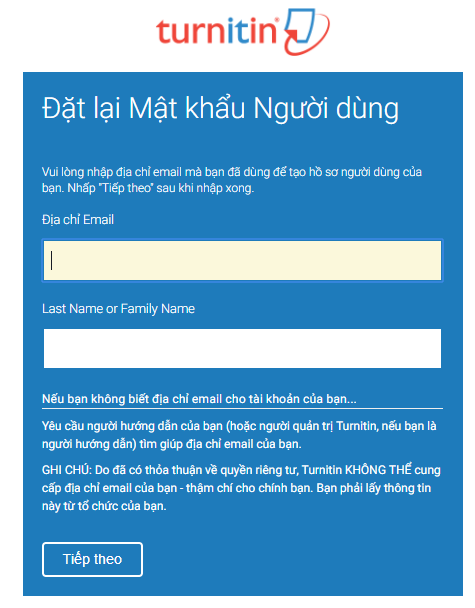 turnitin
Đặt lại Mật khẩu Người dùng
Vui lòng nhập địa chỉ email mà bạn đã dùng để tạo hồ sơ người dùng của
bạn. Nhấp "Tiếp theo" sau khi nhập xong.
Địa chỉ Email
Last Name or Family Name
Nếu bạn không biết địa chỉ email cho tài khoản của bạn...
Yêu cầu người hướng dẫn của bạn (hoặc người quản trị Turnitin, nếu bạn là
người hướng dẫn) tìm giúp địa chỉ email của bạn.
GHI CHÚ: Do đã có thỏa thuận về quyền riêng tư, Turnitin KHÔNG THỂ cung
cấp địa chỉ email của bạn - thậm chí cho chính bạn. Bạn phải lấy thông tin
này từ tổ chức của bạn.
Tiếp theo